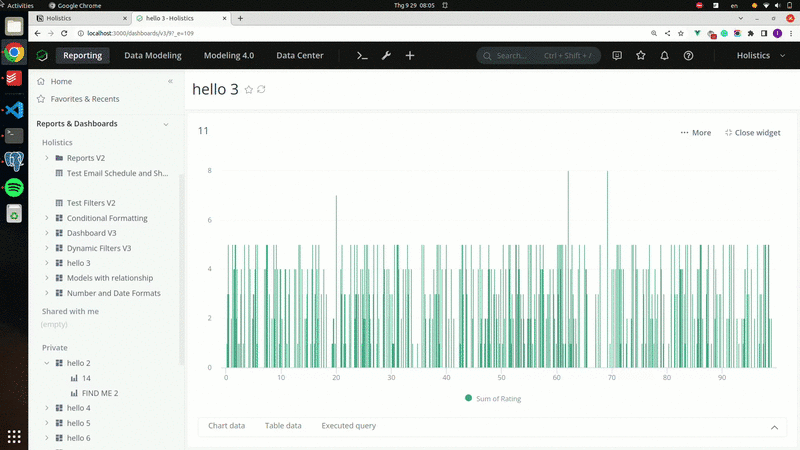 Activities
Google Chrome
Thg 9 29 08:05
en
Holistics
hello 3 - Holistics
localhost:3000/dashboards/v3/9?_e=109
Reporting
Data Modeling
Modeling 4.0
Data Center
Search...
Ctrl + Shift + /
Holistics
Home
Favorites & Recents
Reports & Dashboards
Holistics
Reports V2
Test Email Schedule and Sh...
Test Filters V2
Conditional Formatting
Dashboard V3
Dynamic Filters V3
hello 3
Models with relationship
Number and Date Formats
Shared with me
(empty)
Private
hello 2
14
FIND ME 2
hello 4
hello 5
hello 6
hello 3
11
More
Close widget
8
6
4
2
0
0 10 20 30 40 50 60 70 80 90
Sum of Rating
Chart data
Table data
Executed query